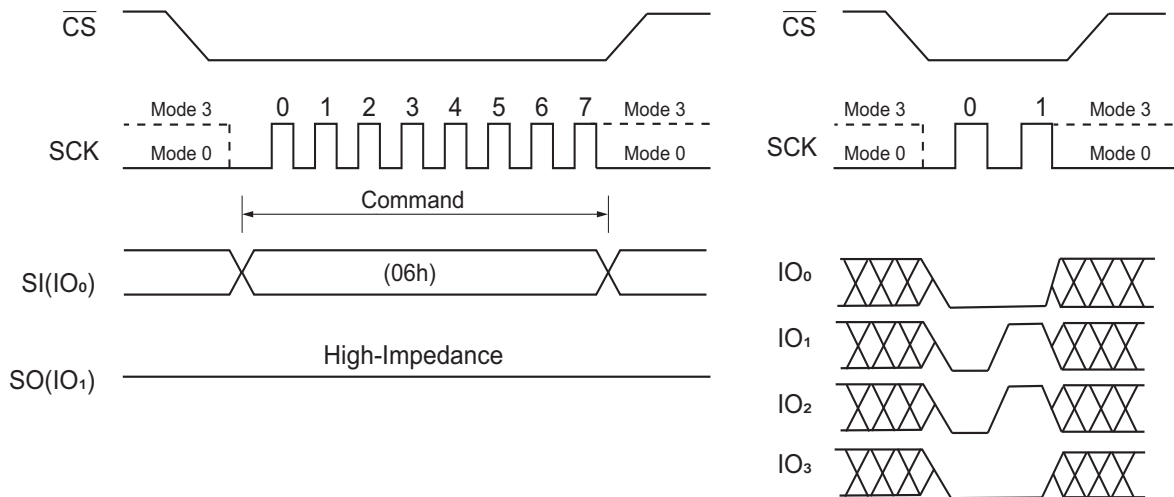 CS
Mode 3
0 1 2 3 4 5 6 7
Mode 3
SCK
Mode 0
Mode 0
Command
SI(IO₀)
(06h)
High-Impedance
SO(IO₁)
CS
Mode 3
0 1
Mode 3
SCK
Mode 0
Mode 0
IO₀
IO₁
IO₂
IO₃